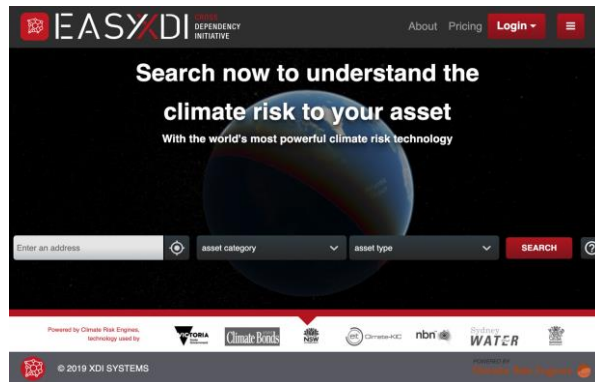 EASYXDI CROSS DEPENDENCY INITIATIVE
About Pricing Login
Search now to understand the
climate risk to your asset
With the world's most powerful climate risk technology
Enter an address asset category asset type SEARCH ?
Powered by Climate Risk Engines,
technology used by
VICTORIA Climate Bonds NSW et Climate-KIC nbn Sydney WATER
© 2019 XDI SYSTEMS
POWERED BY
Climate Risk Engines